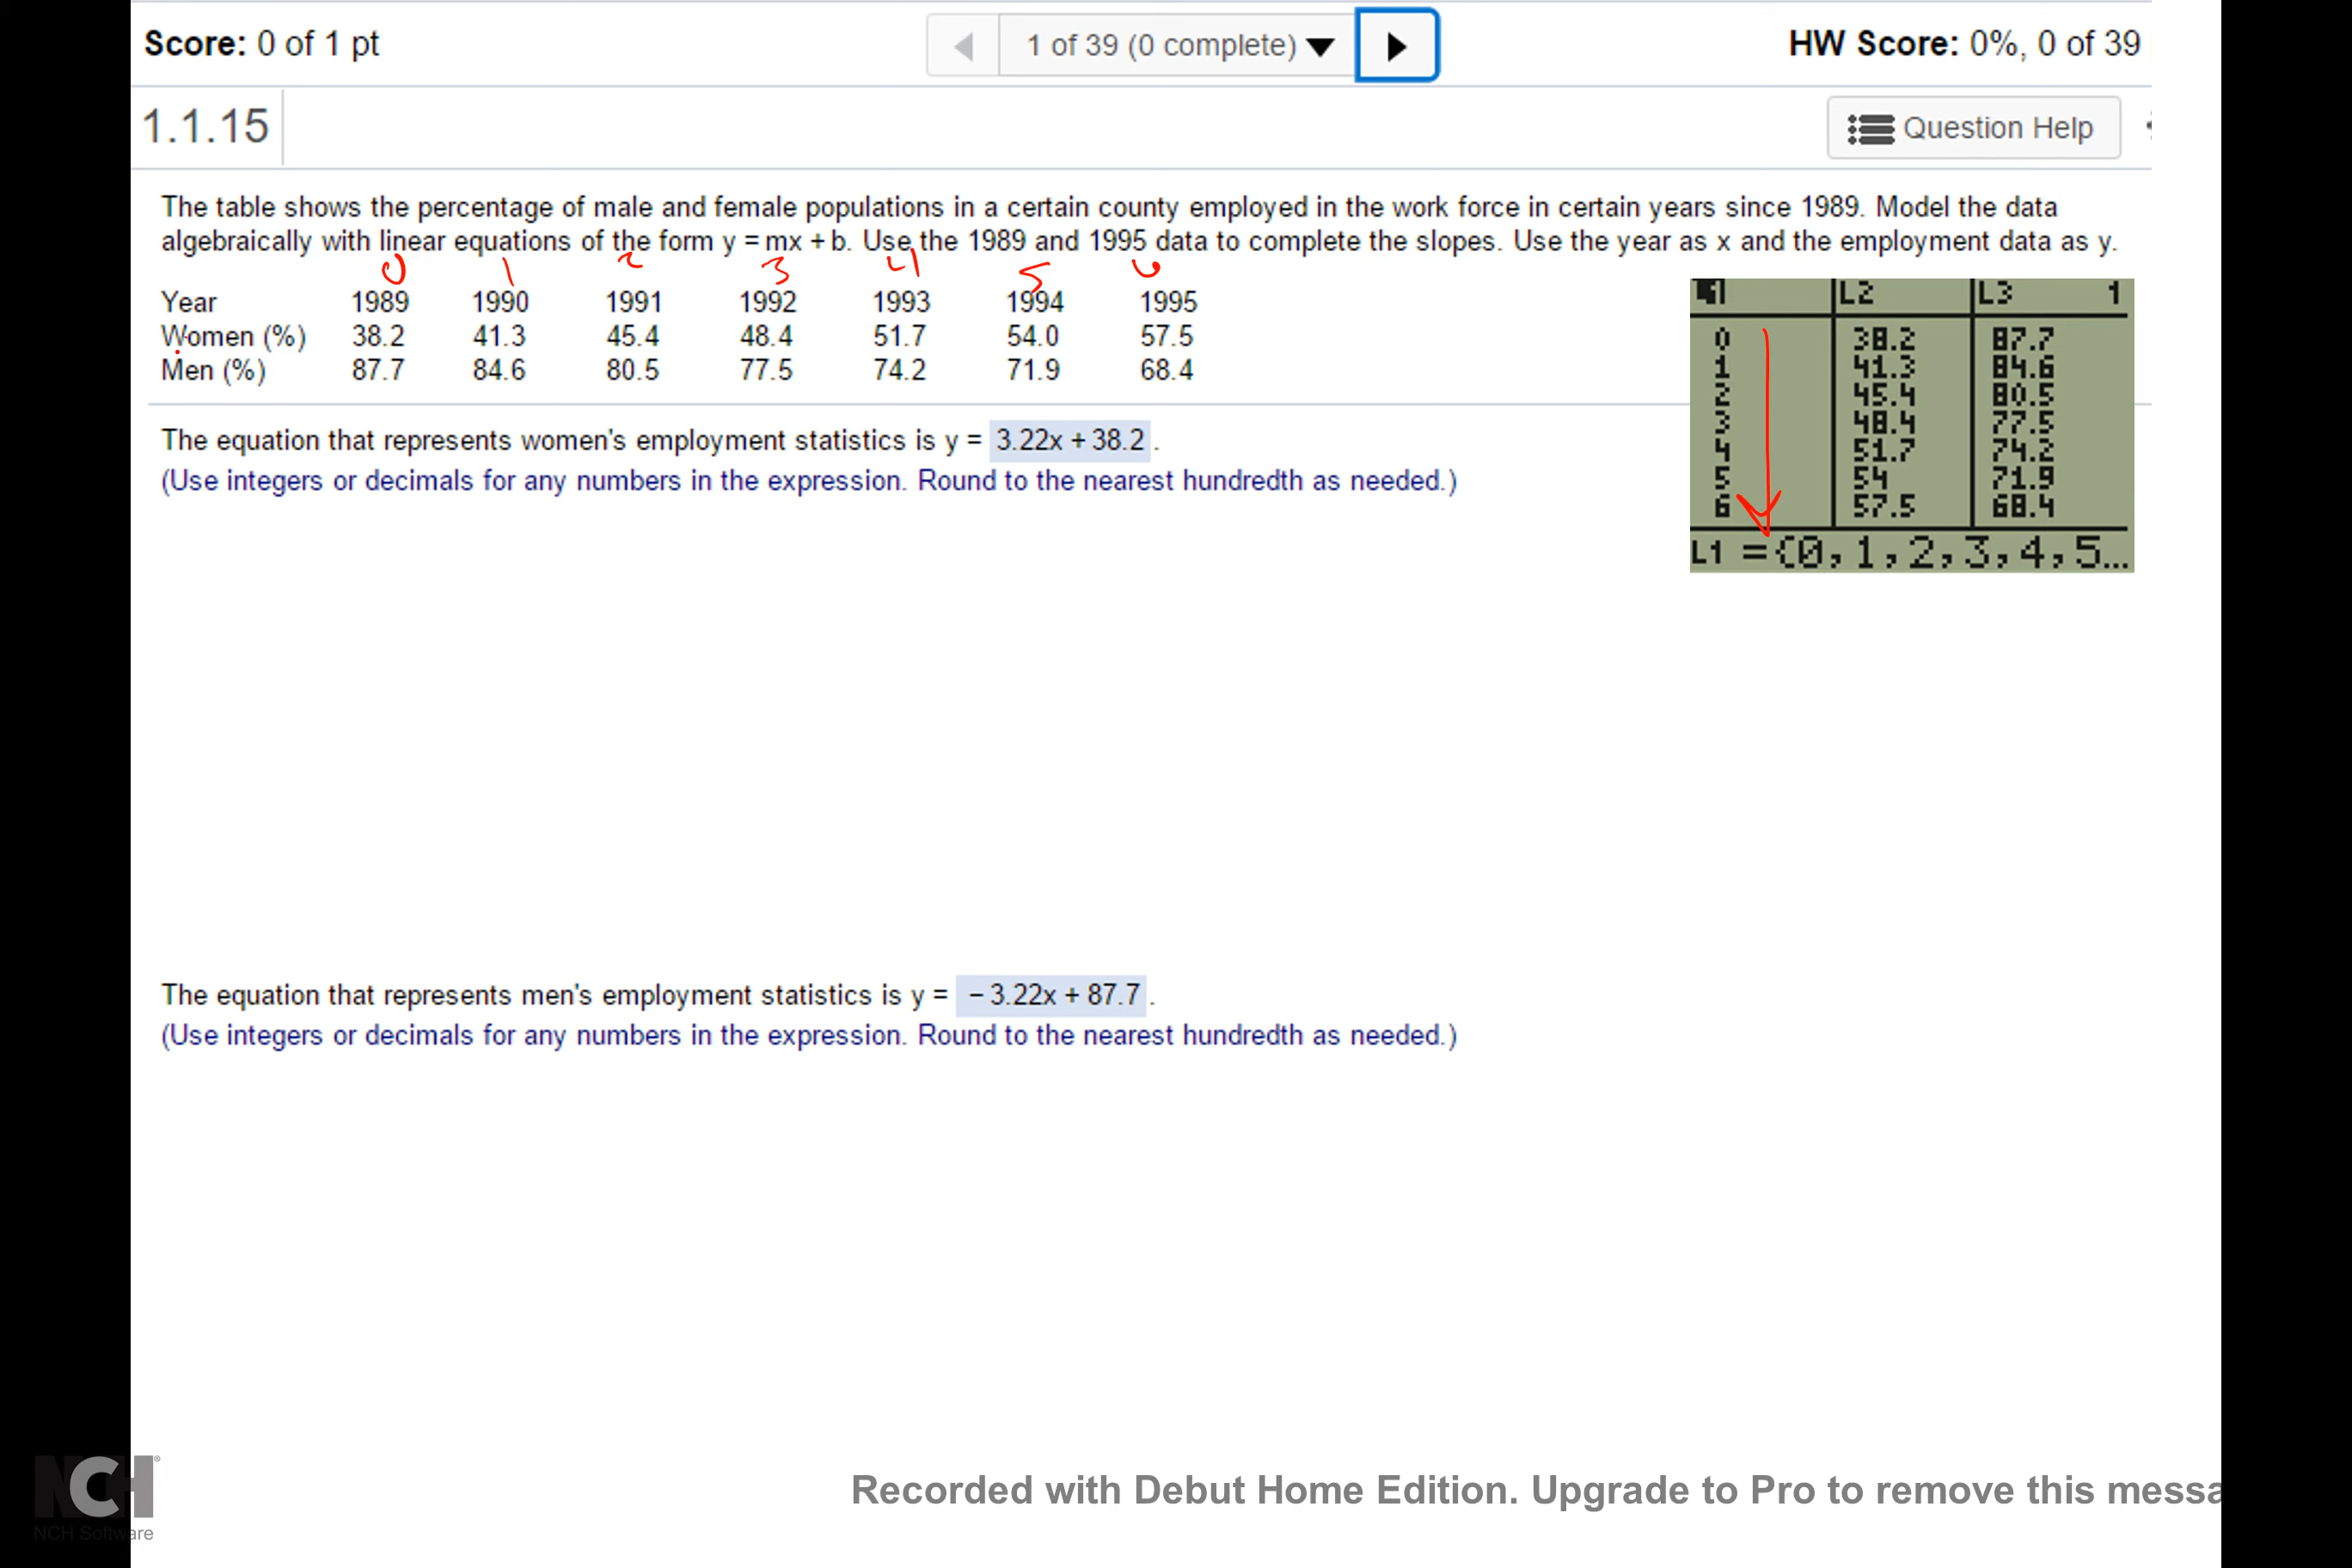 Score: 0 of 1 pt
1 of 39 (0 complete)
HW Score: 0%, 0 of 39
1.1.15
Question Help
The table shows the percentage of male and female populations in a certain county employed in the work force in certain years since 1989. Model the data
algebraically with linear equations of the form y = mx + b. Use the 1989 and 1995 data to complete the slopes. Use the year as x and the employment data as y.
0 1 2 3 4 5 6
Year 1989 1990 1991 1992 1993 1994 1995
Women (%) 38.2 41.3 45.4 48.4 51.7 54.0 57.5
Men (%) 87.7 84.6 80.5 77.5 74.2 71.9 68.4
L2 L3 1
0 38.2 87.7
1 41.3 84.6
2 45.4 80.5
3 48.4 77.5
4 51.7 74.2
5 54 71.9
6 57.5 68.4
L1 ={0,1,2,3,4,5...
The equation that represents women's employment statistics is y = 3.22x + 38.2 .
(Use integers or decimals for any numbers in the expression. Round to the nearest hundredth as needed.)
The equation that represents men's employment statistics is y = − 3.22x + 87.7 .
(Use integers or decimals for any numbers in the expression. Round to the nearest hundredth as needed.)
NCH®
NCH Software
Recorded with Debut Home Edition. Upgrade to Pro to remove this messa